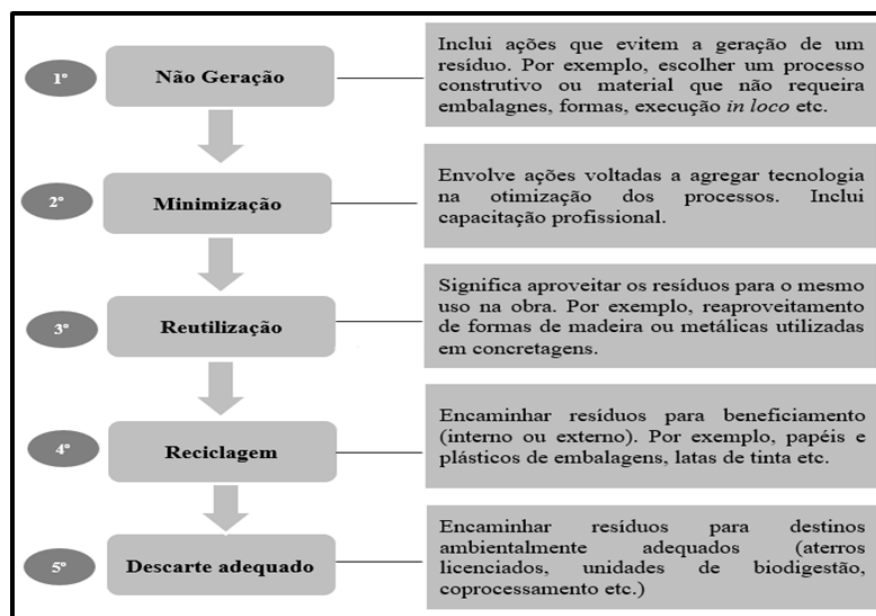 1º
Não Geração
Inclui ações que evitem a geração de um
resíduo. Por exemplo, escolher um processo
construtivo ou material que não requeira
embalagnes, formas, execução in loco etc.
2º
Minimização
Envolve ações voltadas a agregar tecnologia
na otimização dos processos. Inclui
capacitação profissional.
3º
Reutilização
Significa aproveitar os resíduos para o mesmo
uso na obra. Por exemplo, reaproveitamento
de formas de madeira ou metálicas utilizadas
em concretagens.
4º
Reciclagem
Encaminhar resíduos para beneficiamento
(interno ou externo). Por exemplo, papéis e
plásticos de embalagens, latas de tinta etc.
5º
Descarte adequado
Encaminhar resíduos para destinos
ambientalmente adequados (aterros
licenciados, unidades de biodigestão,
coprocessamento etc.)